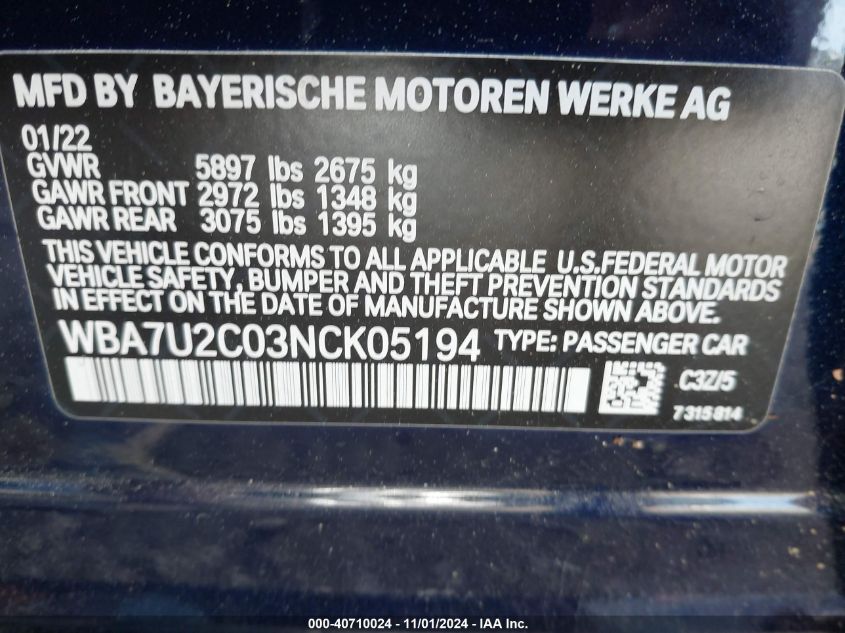 MFD BY BAYERISCHE MOTOREN WERKE AG
01/22
GVWR 5897 lbs 2675 kg
GAWR FRONT 2972 lbs 1348 kg
GAWR REAR 3075 lbs 1395 kg
THIS VEHICLE CONFORMS TO ALL APPLICABLE U.S.FEDERAL MOTOR
VEHICLE SAFETY, BUMPER AND THEFT PREVENTION STANDARDS
IN EFFECT ON THE DATE OF MANUFACTURE SHOWN ABOVE.
WBA7U2C03NCK05194 TYPE: PASSENGER CAR
C3Z/5
7315814
000-40710024 - 11/01/2024 - IAA Inc.